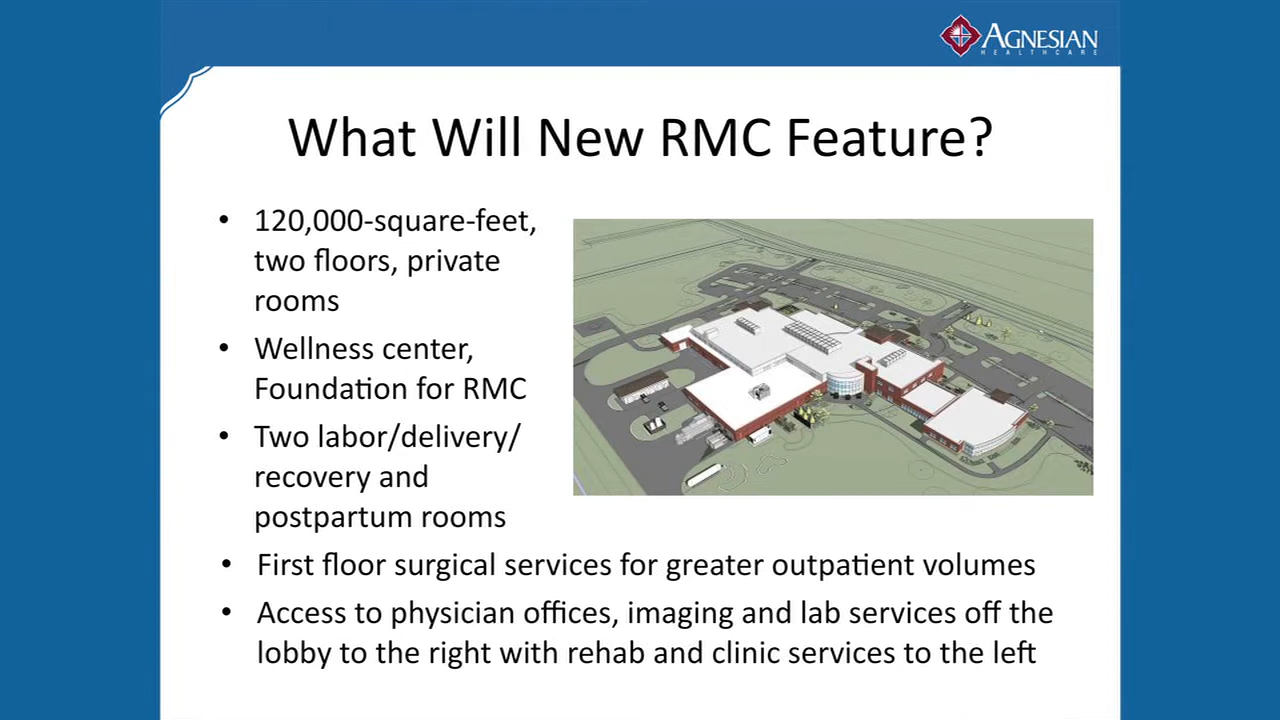 AGNESIAN
HEALTHCARE
What Will New RMC Feature?
• 120,000-square-feet,
two floors, private
rooms
• Wellness center,
Foundation for RMC
• Two labor/delivery/
recovery and
postpartum rooms
• First floor surgical services for greater outpatient volumes
• Access to physician offices, imaging and lab services off the
lobby to the right with rehab and clinic services to the left